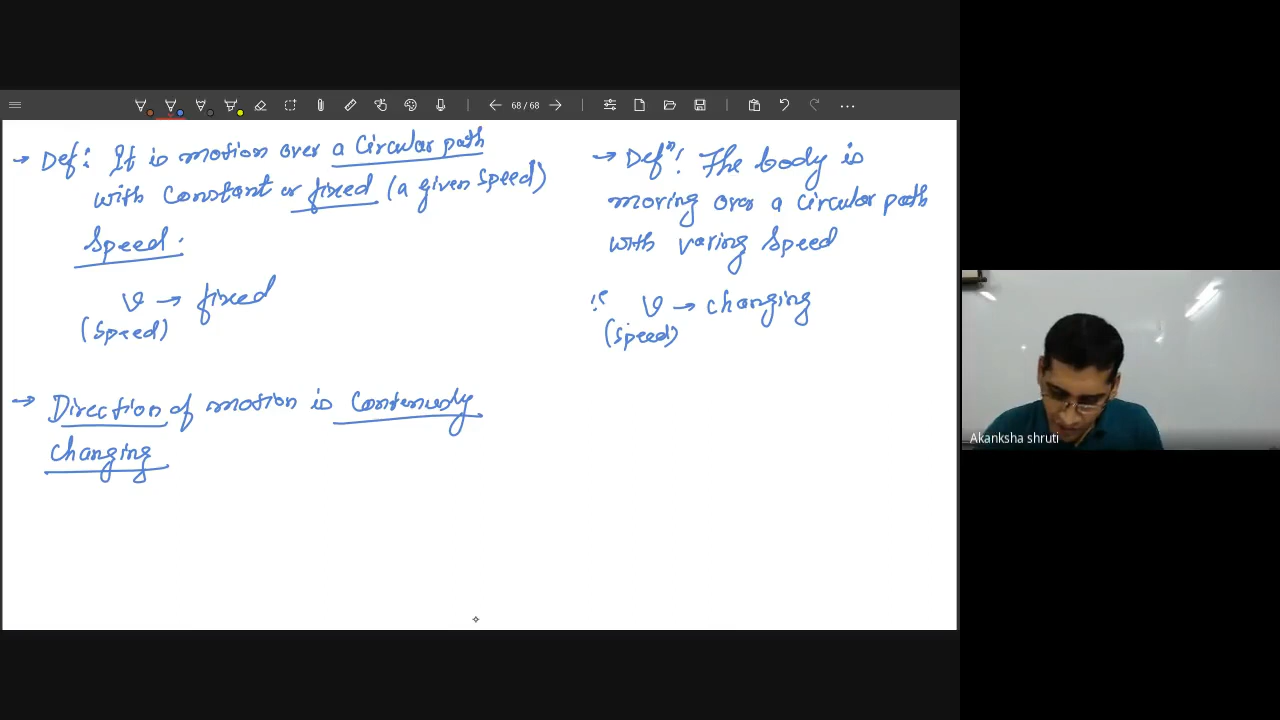 68 / 68
→ Def: It is motion over a Circular path
with Constant or fixed (a given speed)
Speed:
v → fixed
(Speed)
→ Direction of motion is Contenuosly
changing
→ Defⁿ: The body is
moving over a circular path
with varing speed
v → changing
(speed)
Akanksha shruti